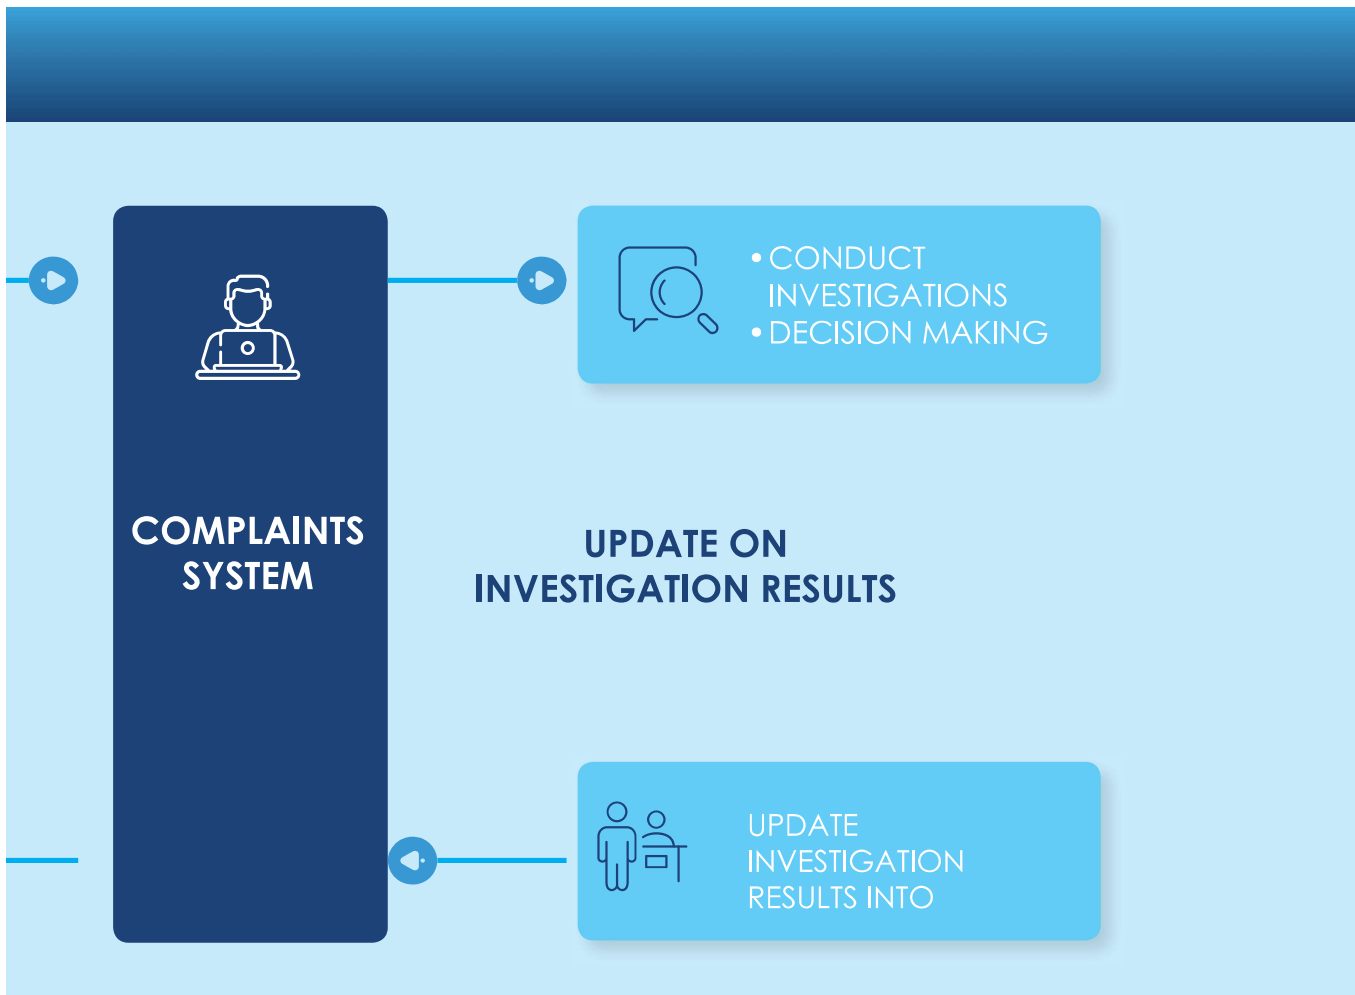 • CONDUCT
INVESTIGATIONS
• DECISION MAKING
COMPLAINTS
SYSTEM
UPDATE ON
INVESTIGATION RESULTS
UPDATE
INVESTIGATION
RESULTS INTO